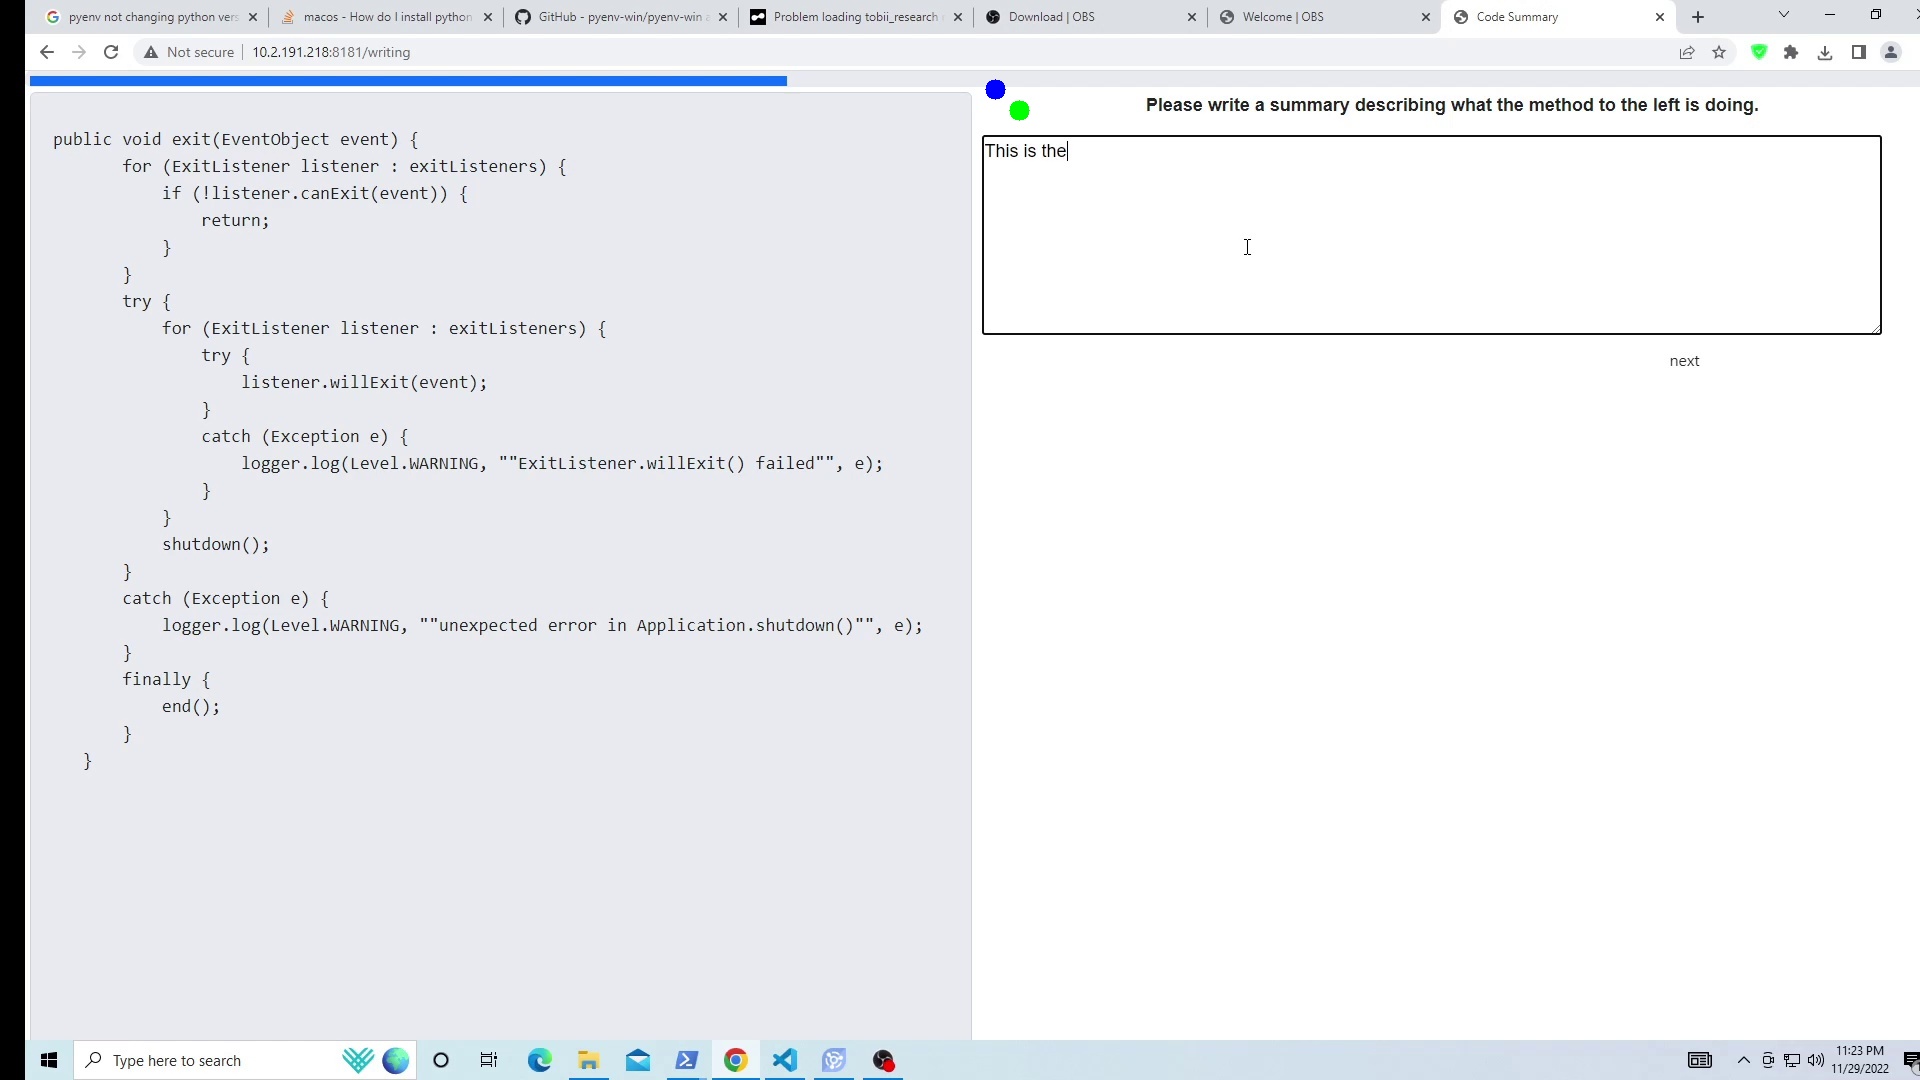 pyenv not changing python vers
macos - How do I install python
GitHub - pyenv-win/pyenv-win a
Problem loading tobii_research
Download | OBS
Welcome | OBS
Code Summary
Not secure
10.2.191.218:8181/writing
public void exit(EventObject event) {
for (ExitListener listener : exitListeners) {
if (!listener.canExit(event)) {
return;
}
}
try {
for (ExitListener listener : exitListeners) {
try {
listener.willExit(event);
}
catch (Exception e) {
logger.log(Level.WARNING, ""ExitListener.willExit() failed"", e);
}
}
shutdown();
}
catch (Exception e) {
logger.log(Level.WARNING, ""unexpected error in Application.shutdown()"", e);
}
finally {
end();
}
}
Please write a summary describing what the method to the left is doing.
This is the
next
Type here to search
11:23 PM
11/29/2022